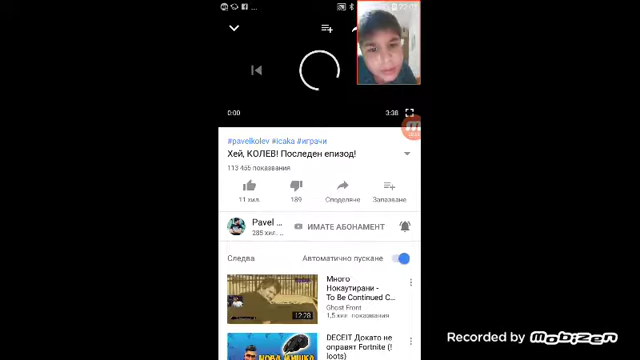 0:00
3:38
#pavelkolev #icaka #играчи
Хей, КОЛЕВ! Последен епизод!
113 455 показвания
11 хил.
189
Споделяне
Запазване
Pavel ...
ИМАТЕ АБОНАМЕНТ
285 хил. ...
Следва
Автоматично пускане
Много
Нокаутирани -
To Be Continued C...
Ghost Front
1,5 хил. показвания
12:28
DECEIT Докато не
оправят Fortnite (!
loots)
НОВА
Recorded by mobizen